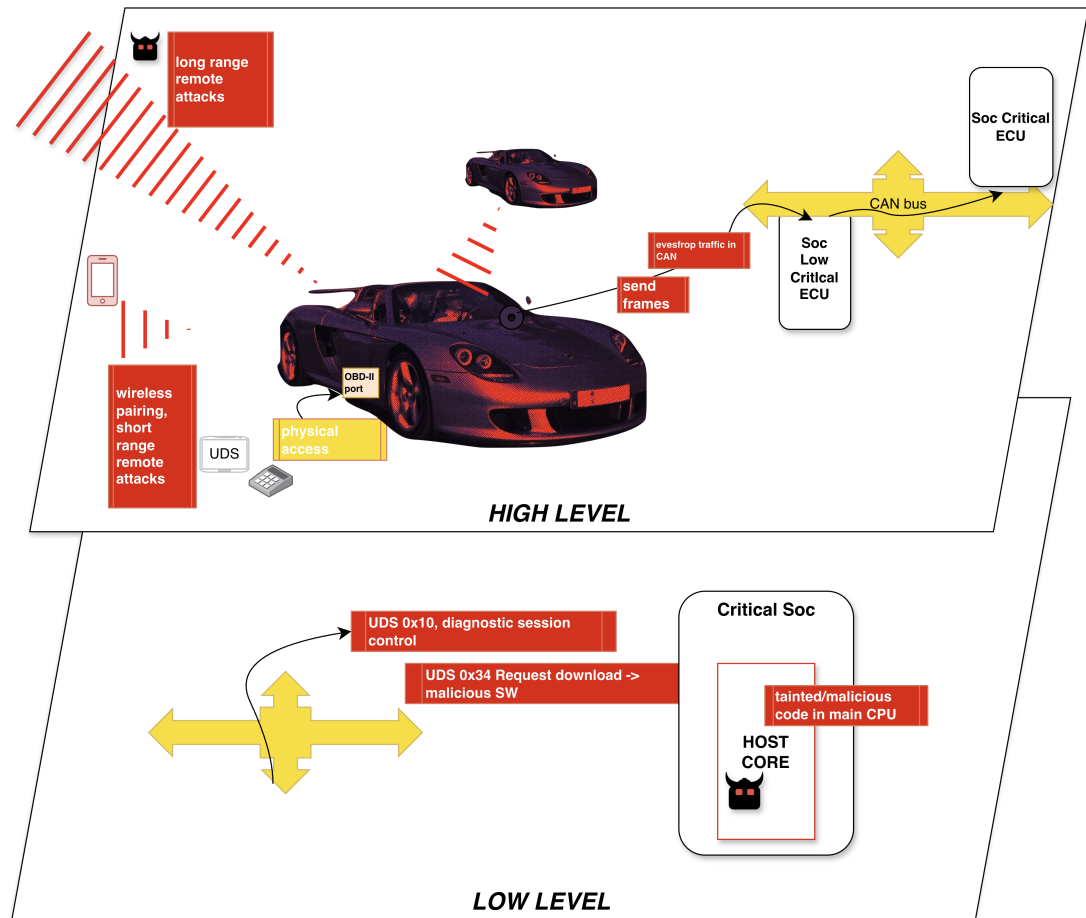 long range
remote
attacks
Soc Critical
ECU
CAN bus
evesfrop traffic in
CAN
Soc
Low
Critlcal
ECU
send
frames
OBD-II
port
wireless
pairing,
short
range
remote
attacks
UDS
physical
access
HIGH LEVEL
UDS 0x10, diagnostic session
control
UDS 0x34 Request download ->
malicious SW
Critical Soc
tainted/malicious
code in main CPU
HOST
CORE
LOW LEVEL